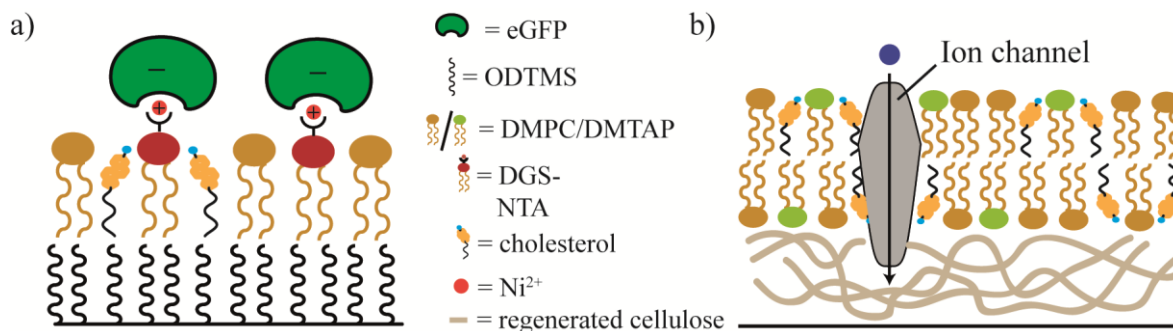 a)
−
−
+
+
= eGFP
= ODTMS
= DMPC/DMTAP
= DGS-
NTA
= cholesterol
= Ni²⁺
= regenerated cellulose
b)
Ion channel